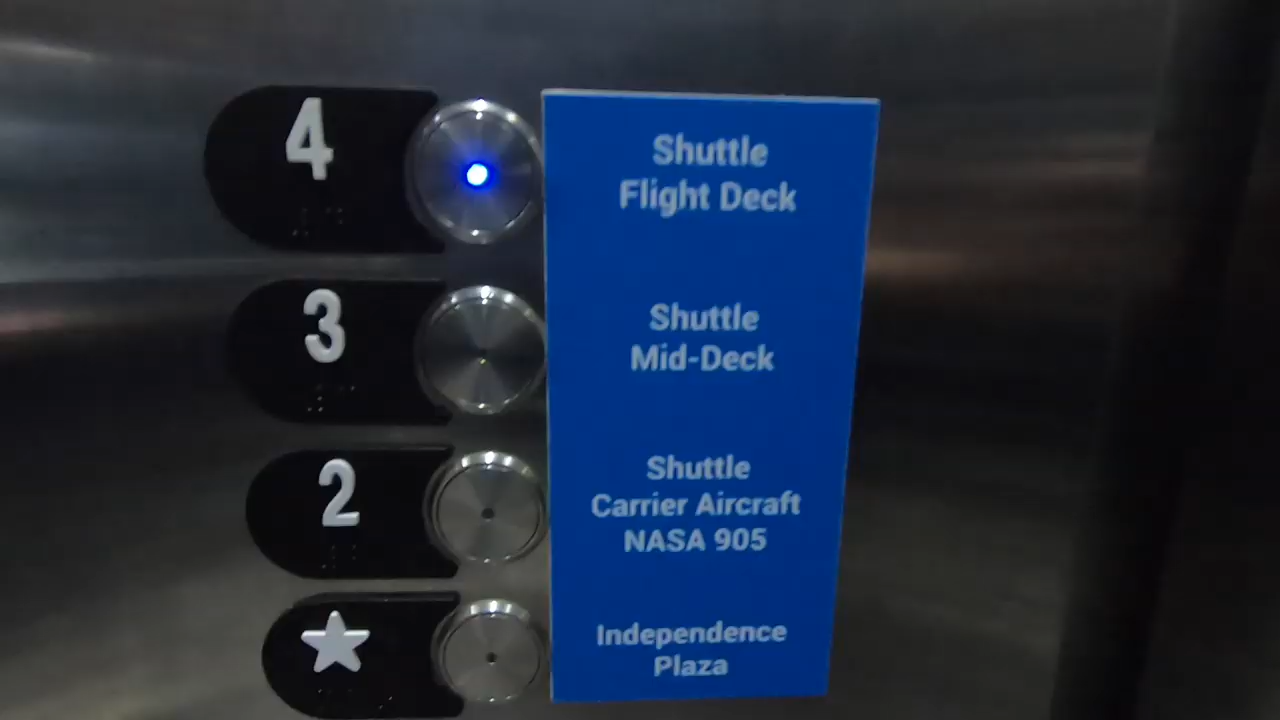 4
Shuttle
Flight Deck
3
Shuttle
Mid-Deck
2
Shuttle
Carrier Aircraft
NASA 905
Independence
Plaza